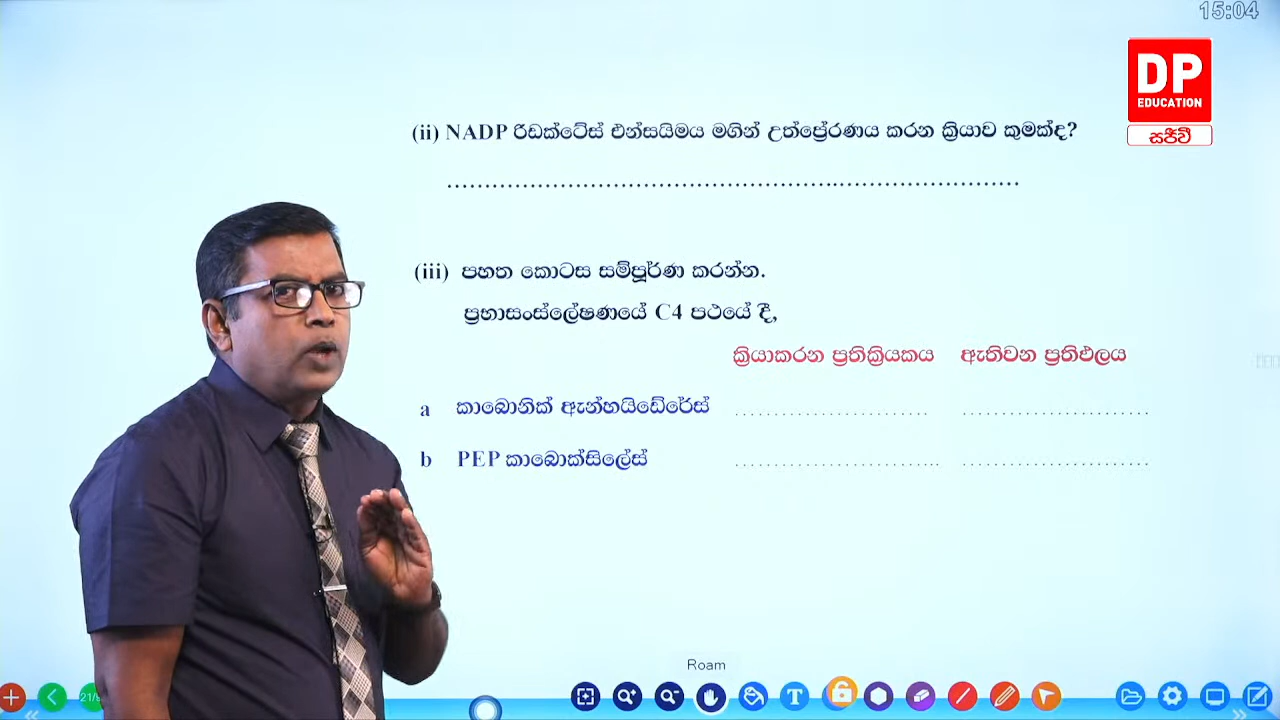 15:04
DP
EDUCATION
සජීවී
(ii) NADP රිඩක්ටේස් එන්සයිමය මගින් උත්ප්‍රේරණය කරන ක්‍රියාව කුමක්ද?
(iii) පහත කොටස සම්පූර්ණ කරන්න.
ප්‍රභාසංස්ලේෂණයේ C4 පථයේ දී,
ක්‍රියාකරන ප්‍රතික්‍රියකය ඇතිවන ප්‍රතිඵලය
a කාබොනික් ඇන්හයිඩේරේස් .......................... ..........................
b PEP කාබොක්සිලේස් .......................... ..........................
Roam